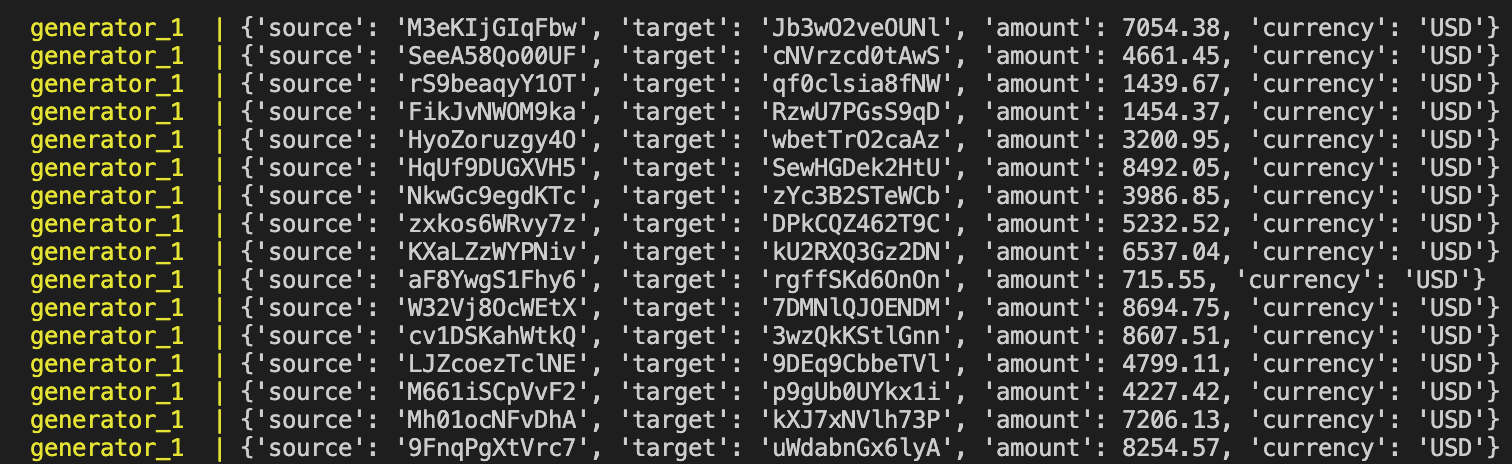 generator_1 | {'source': 'M3eKIjGIqFbw', 'target': 'Jb3wO2veOUNl', 'amount': 7054.38, 'currency': 'USD'}
generator_1 | {'source': 'SeeA58Qo00UF', 'target': 'cNVrzcd0tAwS', 'amount': 4661.45, 'currency': 'USD'}
generator_1 | {'source': 'rS9beaqyY1OT', 'target': 'qf0clsia8fNW', 'amount': 1439.67, 'currency': 'USD'}
generator_1 | {'source': 'FikJvNWOM9ka', 'target': 'RzwU7PGsS9qD', 'amount': 1454.37, 'currency': 'USD'}
generator_1 | {'source': 'HyoZoruzgy4O', 'target': 'wbetTrO2caAz', 'amount': 3200.95, 'currency': 'USD'}
generator_1 | {'source': 'HqUf9DUGXVH5', 'target': 'SewHGDek2HtU', 'amount': 8492.05, 'currency': 'USD'}
generator_1 | {'source': 'NkwGc9egdKTc', 'target': 'zYc3B2STeWCb', 'amount': 3986.85, 'currency': 'USD'}
generator_1 | {'source': 'zxkos6WRvy7z', 'target': 'DPkCQZ462T9C', 'amount': 5232.52, 'currency': 'USD'}
generator_1 | {'source': 'KXaLZzWYPNiv', 'target': 'kU2RXQ3Gz2DN', 'amount': 6537.04, 'currency': 'USD'}
generator_1 | {'source': 'aF8YwgS1Fhy6', 'target': 'rgffSKd6OnOn', 'amount': 715.55, 'currency': 'USD'}
generator_1 | {'source': 'W32Vj8OcWEtX', 'target': '7DMNlQJOENDM', 'amount': 8694.75, 'currency': 'USD'}
generator_1 | {'source': 'cv1DSKahWtkQ', 'target': '3wzQkKStlGnn', 'amount': 8607.51, 'currency': 'USD'}
generator_1 | {'source': 'LJZcoezTclNE', 'target': '9DEq9CbbeTVl', 'amount': 4799.11, 'currency': 'USD'}
generator_1 | {'source': 'M661iSCpVvF2', 'target': 'p9gUb0UYkx1i', 'amount': 4227.42, 'currency': 'USD'}
generator_1 | {'source': 'Mh01ocNFvDhA', 'target': 'kXJ7xNVlh73P', 'amount': 7206.13, 'currency': 'USD'}
generator_1 | {'source': '9FnqPgXtVrc7', 'target': 'uWdabnGx6lyA', 'amount': 8254.57, 'currency': 'USD'}